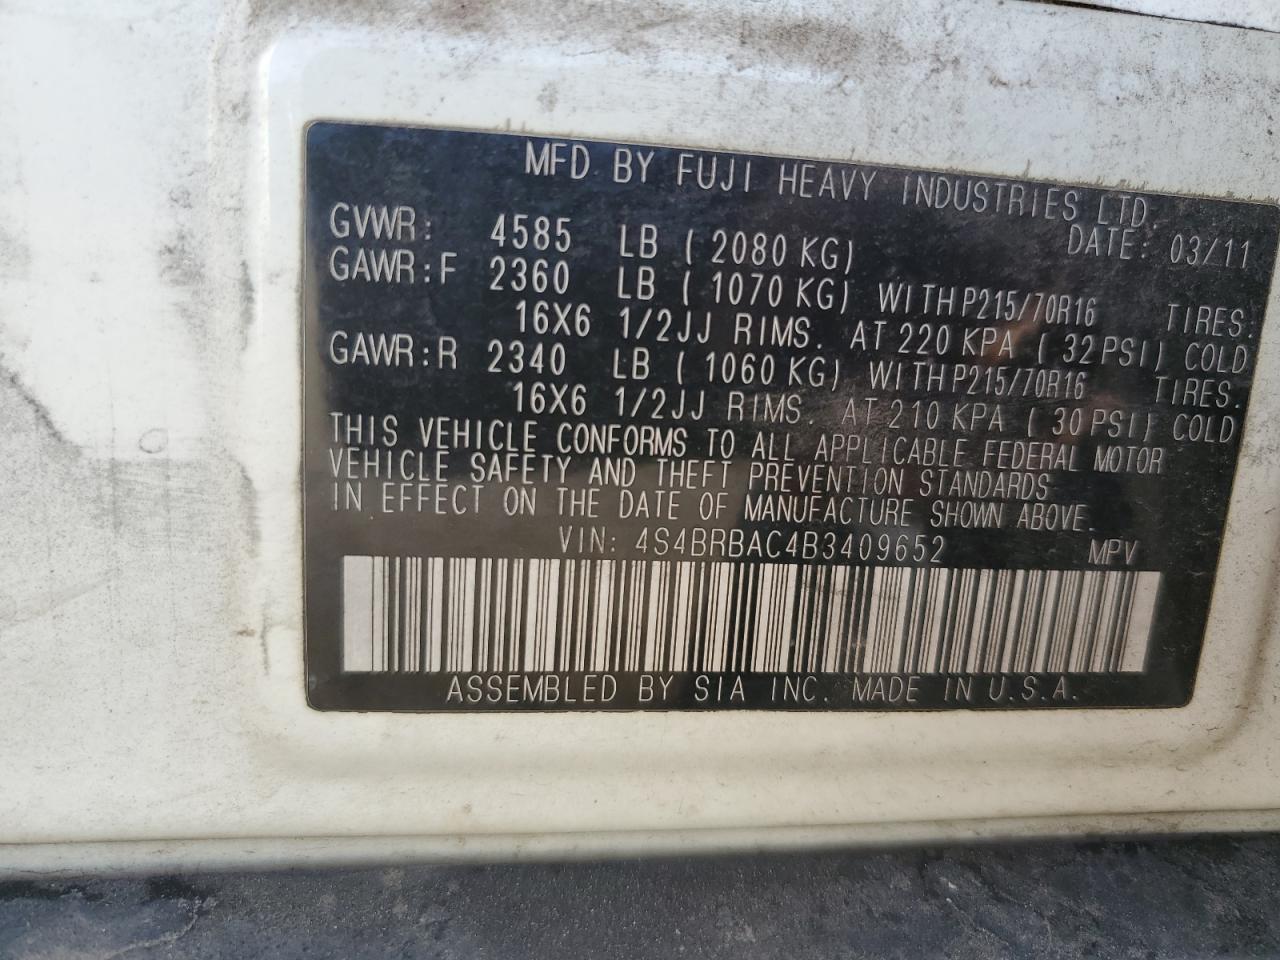 MFD. BY FUJI HEAVY INDUSTRIES LTD.
DATE: 03/11
GVWR: 4585 LB ( 2080 KG)
GAWR:F 2360 LB ( 1070 KG) WITH P215/70R16 TIRES.
16X6 1/2JJ RIMS. AT 220 KPA ( 32 PSI) COLD
GAWR:R 2340 LB ( 1060 KG) WITH P215/70R16 TIRES.
16X6 1/2JJ RIMS. AT 210 KPA ( 30 PSI) COLD
THIS VEHICLE CONFORMS TO ALL APPLICABLE FEDERAL MOTOR
VEHICLE SAFETY AND THEFT PREVENTION STANDARDS
IN EFFECT ON THE DATE OF MANUFACTURE SHOWN ABOVE.
VIN: 4S4BRBAC4B3409652 MPV
ASSEMBLED BY SIA INC. MADE IN U.S.A.